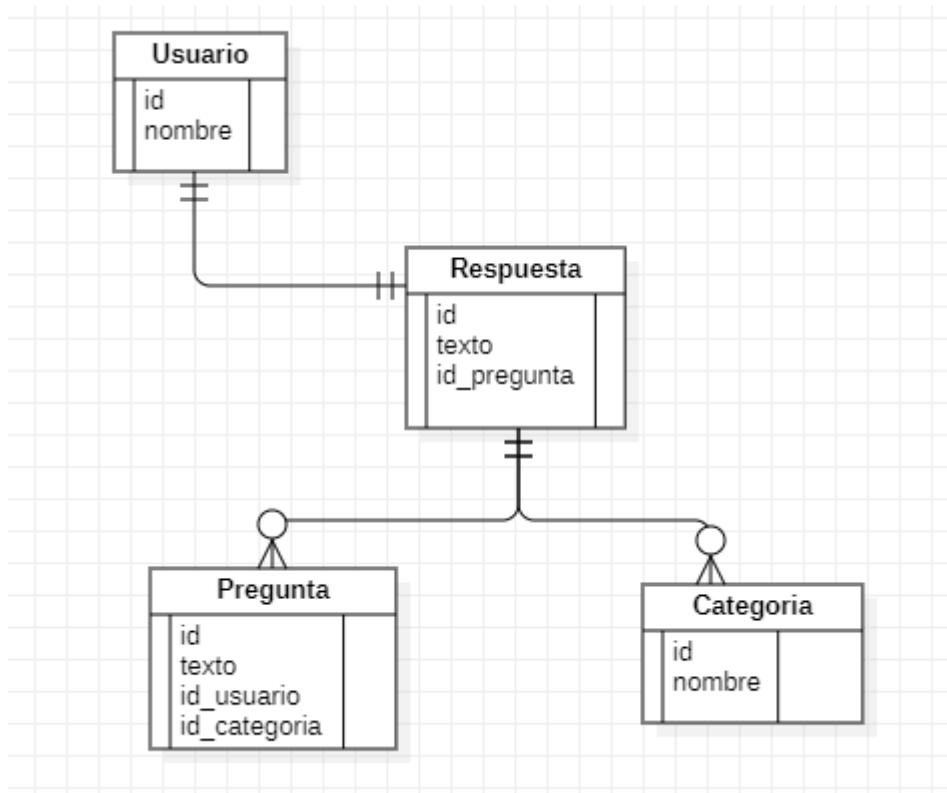 Usuario
id
nombre
Respuesta
id
texto
id_pregunta
Pregunta
id
texto
id_usuario
id_categoria
Categoria
id
nombre